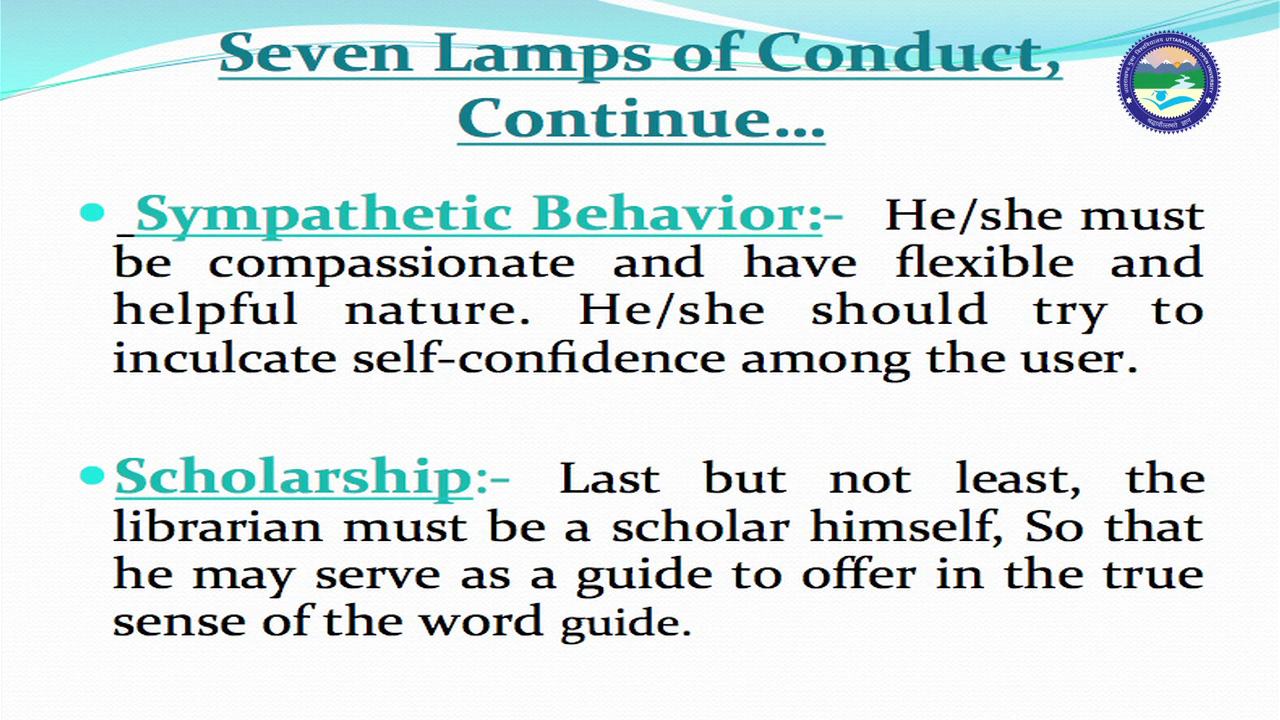 Seven Lamps of Conduct,
Continue...
• Sympathetic Behavior:- He/she must
be compassionate and have flexible and
helpful nature. He/she should try to
inculcate self-confidence among the user.
• Scholarship:- Last but not least, the
librarian must be a scholar himself, So that
he may serve as a guide to offer in the true
sense of the word guide.
UTTARAKHAND OPEN UNIVERSITY